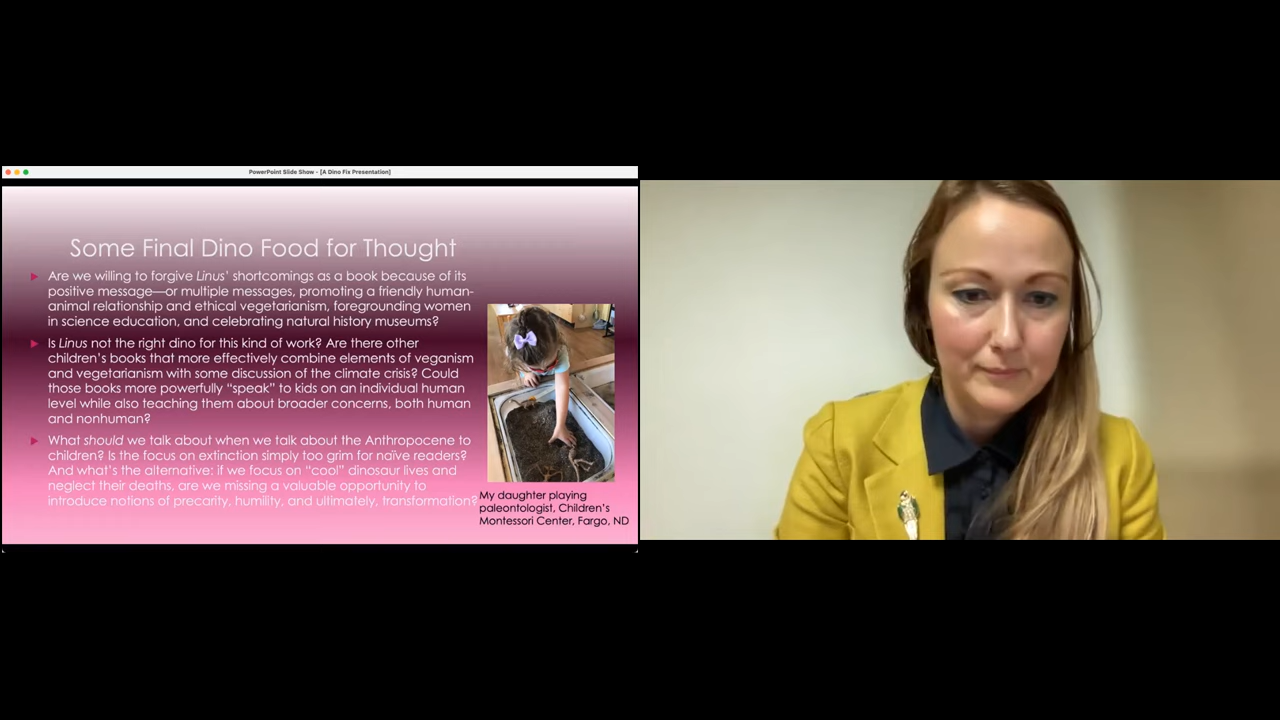 PowerPoint Slide Show - [A Dino Fix Presentation]
Some Final Dino Food for Thought
Are we willing to forgive Linus' shortcomings as a book because of its
positive message—or multiple messages, promoting a friendly human-
animal relationship and ethical vegetarianism, foregrounding women
in science education, and celebrating natural history museums?
Is Linus not the right dino for this kind of work? Are there other
children's books that more effectively combine elements of veganism
and vegetarianism with some discussion of the climate crisis? Could
those books more powerfully “speak” to kids on an individual human
level while also teaching them about broader concerns, both human
and nonhuman?
What should we talk about when we talk about the Anthropocene to
children? Is the focus on extinction simply too grim for naïve readers?
And what's the alternative: if we focus on “cool” dinosaur lives and
neglect their deaths, are we missing a valuable opportunity to
introduce notions of precarity, humility, and ultimately, transformation?
My daughter playing
paleontologist, Children's
Montessori Center, Fargo, ND